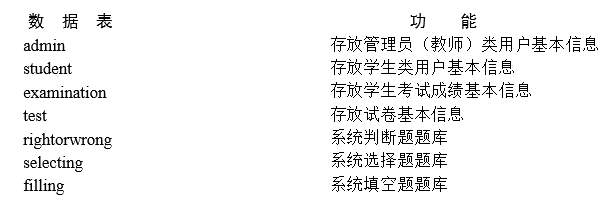 数 据 表 功 能
admin 存放管理员（教师）类用户基本信息
student 存放学生类用户基本信息
examination 存放学生考试成绩基本信息
test 存放试卷基本信息
rightorwrong 系统判断题题库
selecting 系统选择题题库
filling 系统填空题题库